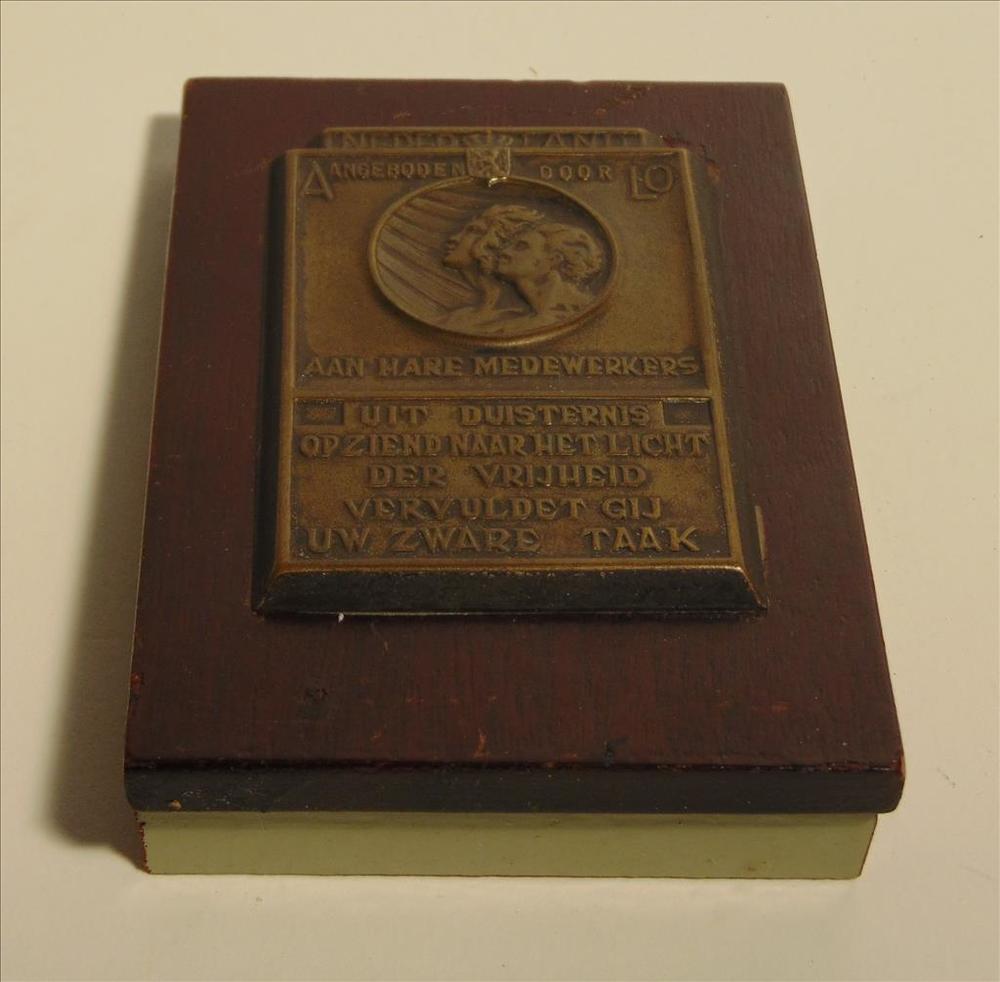 NEDERLAND
AANGEBODEN DOOR LO
AAN HARE MEDEWERKERS
UIT DUISTERNIS
OPZIEND NAAR HET LICHT
DER VRIJHEID
VERVULDET GIJ
UW ZWARE TAAK